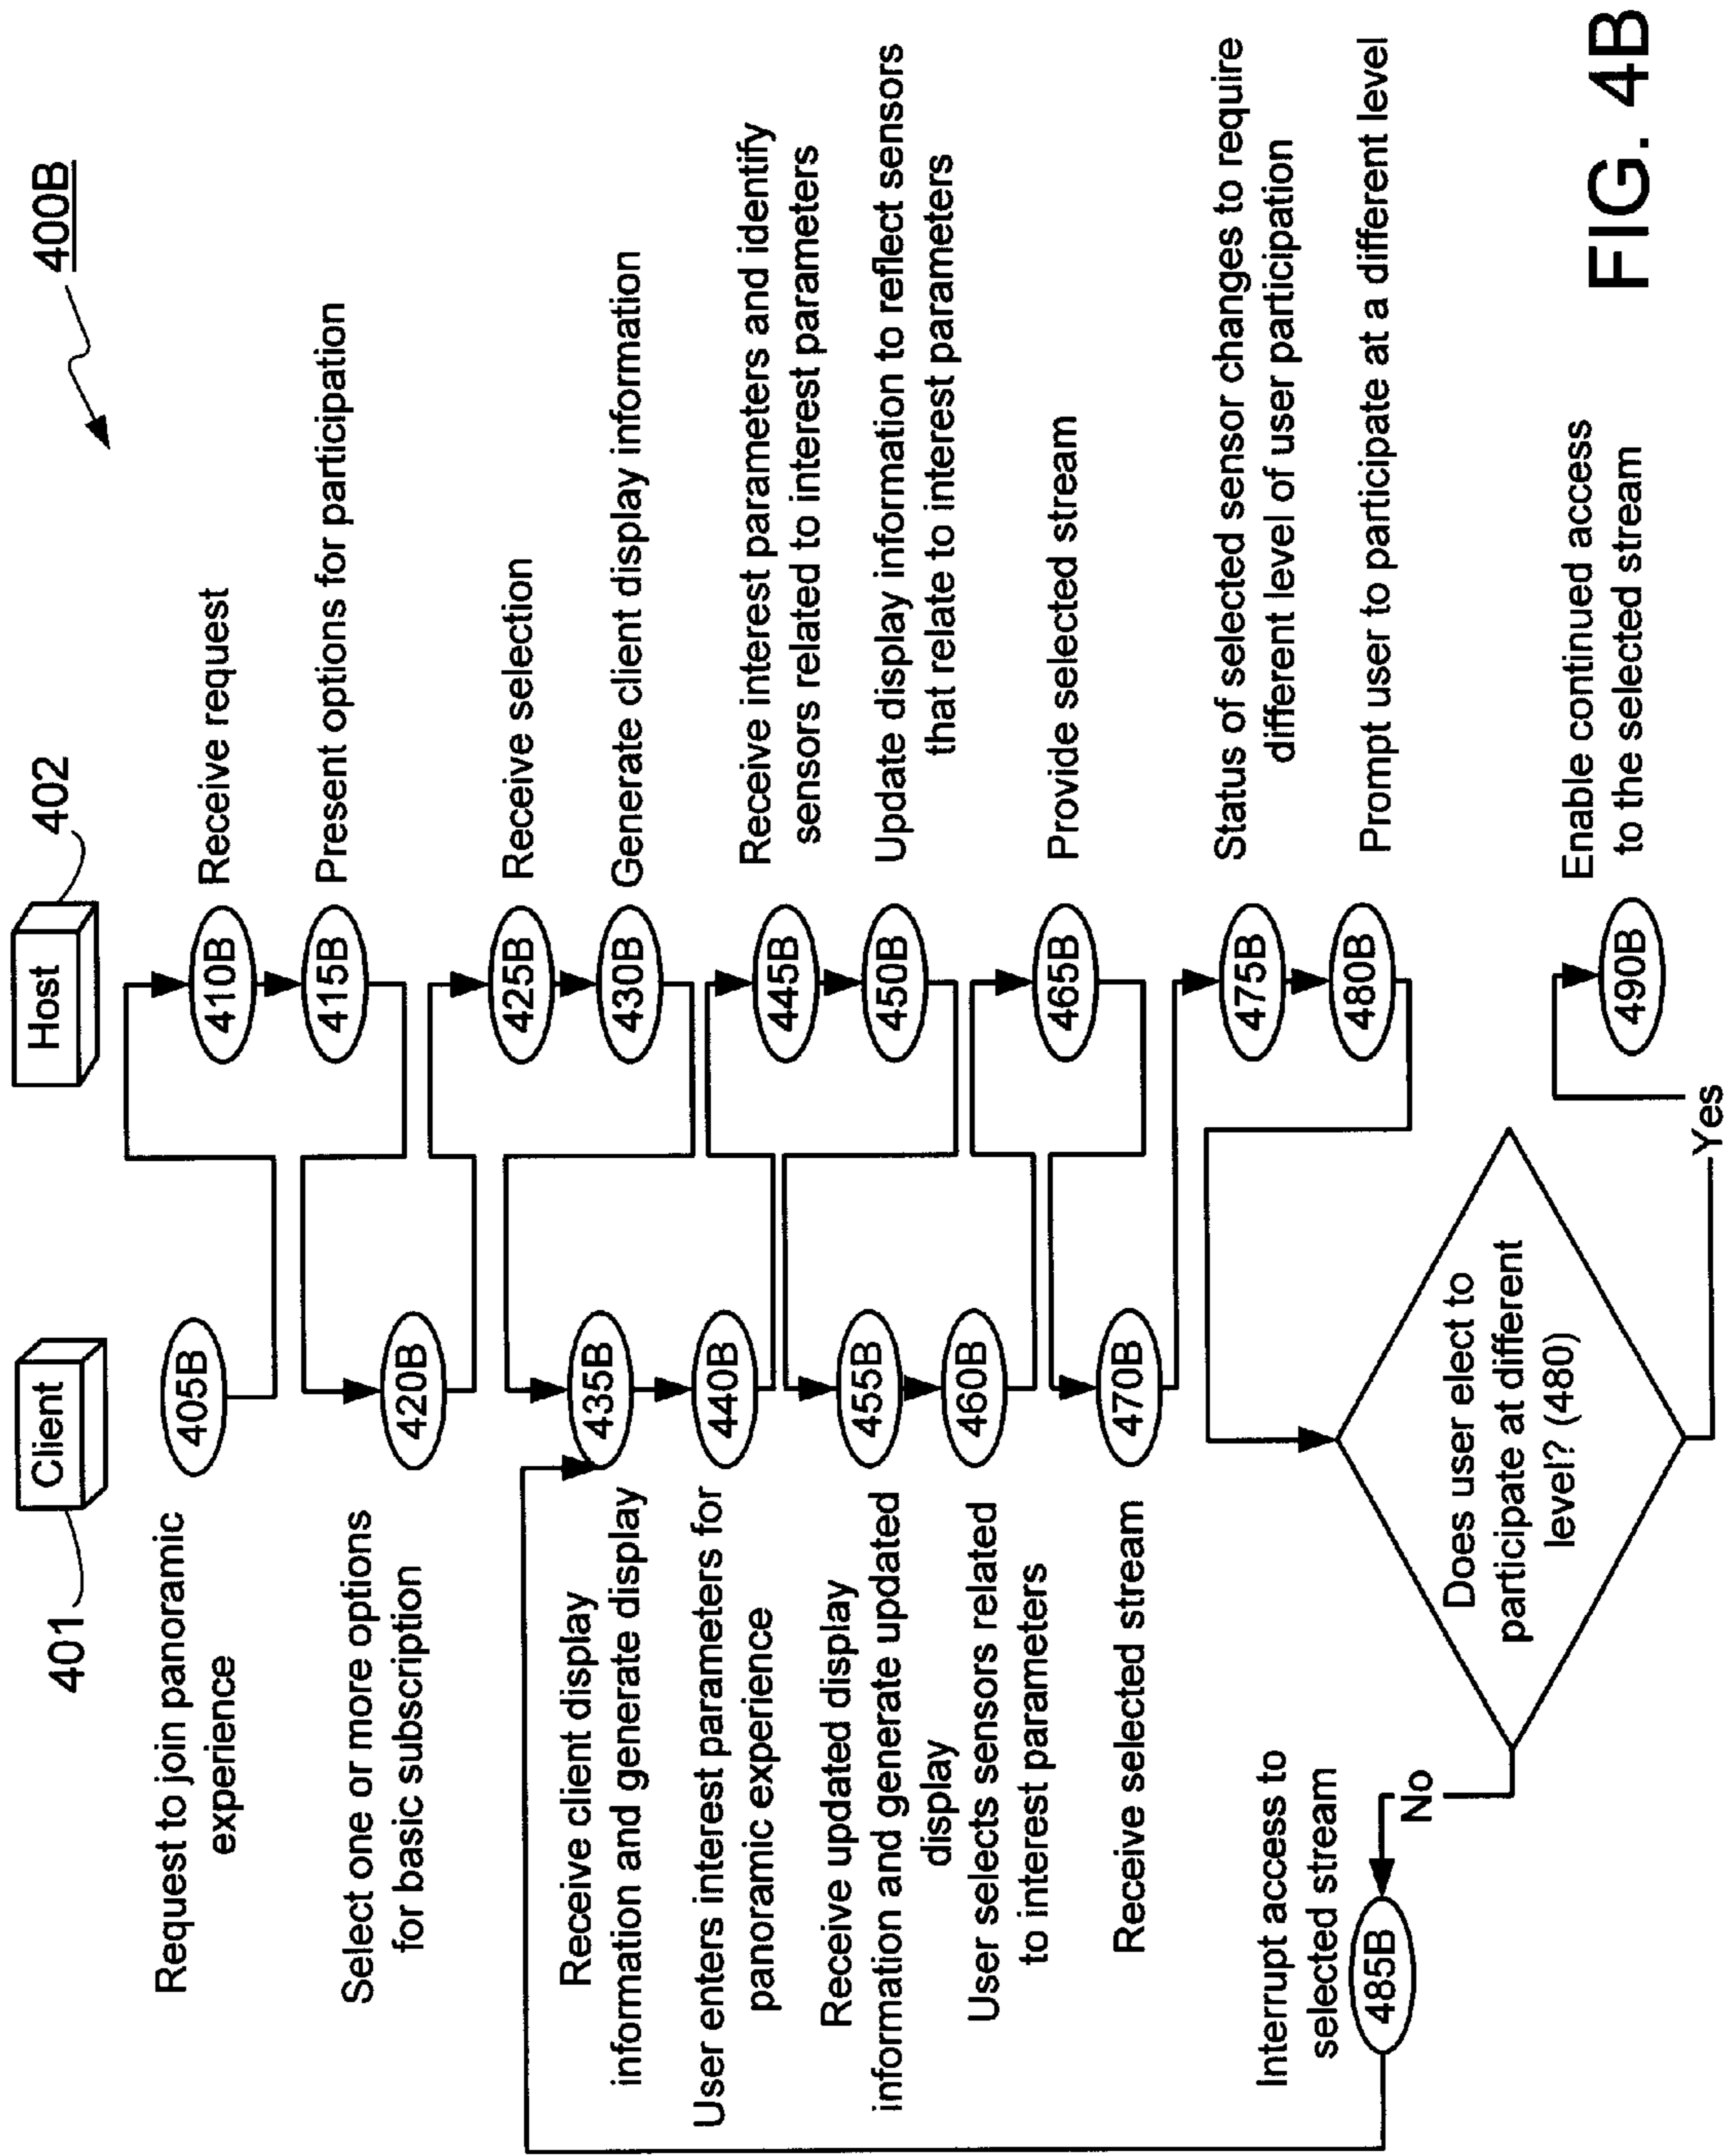 400B
Client
401
Host
402
Request to join panoramic
experience
405B
410B
Receive request
415B
Present options for participation
Select one or more options
for basic subscription
420B
425B
Receive selection
430B
Generate client display information
Receive client display
information and generate display
435B
User enters interest parameters for
panoramic experience
440B
445B
Receive interest parameters and identify
sensors related to interest parameters
450B
Update display information to reflect sensors
that relate to interest parameters
Receive updated display
information and generate updated
display
455B
User selects sensors related
to interest parameters
460B
465B
Provide selected stream
Receive selected stream
470B
475B
Status of selected sensor changes to require
different level of user participation
480B
Prompt user to participate at a different level
Does user elect to
participate at different
level? (480)
No
Interrupt access to
selected stream
485B
Yes
490B
Enable continued access
to the selected stream
FIG. 4B